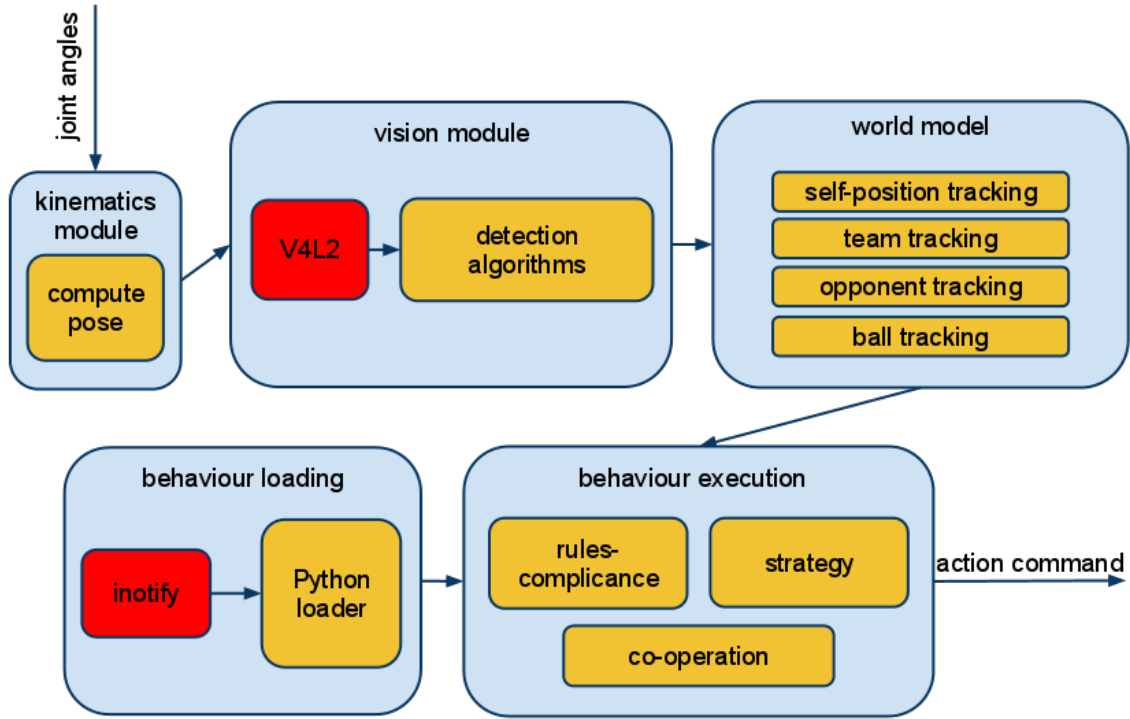 joint angles
kinematics
module
compute
pose
vision module
V4L2
detection
algorithms
world model
self-position tracking
team tracking
opponent tracking
ball tracking
behaviour loading
inotify
Python
loader
behaviour execution
rules-
complicance
strategy
co-operation
action command